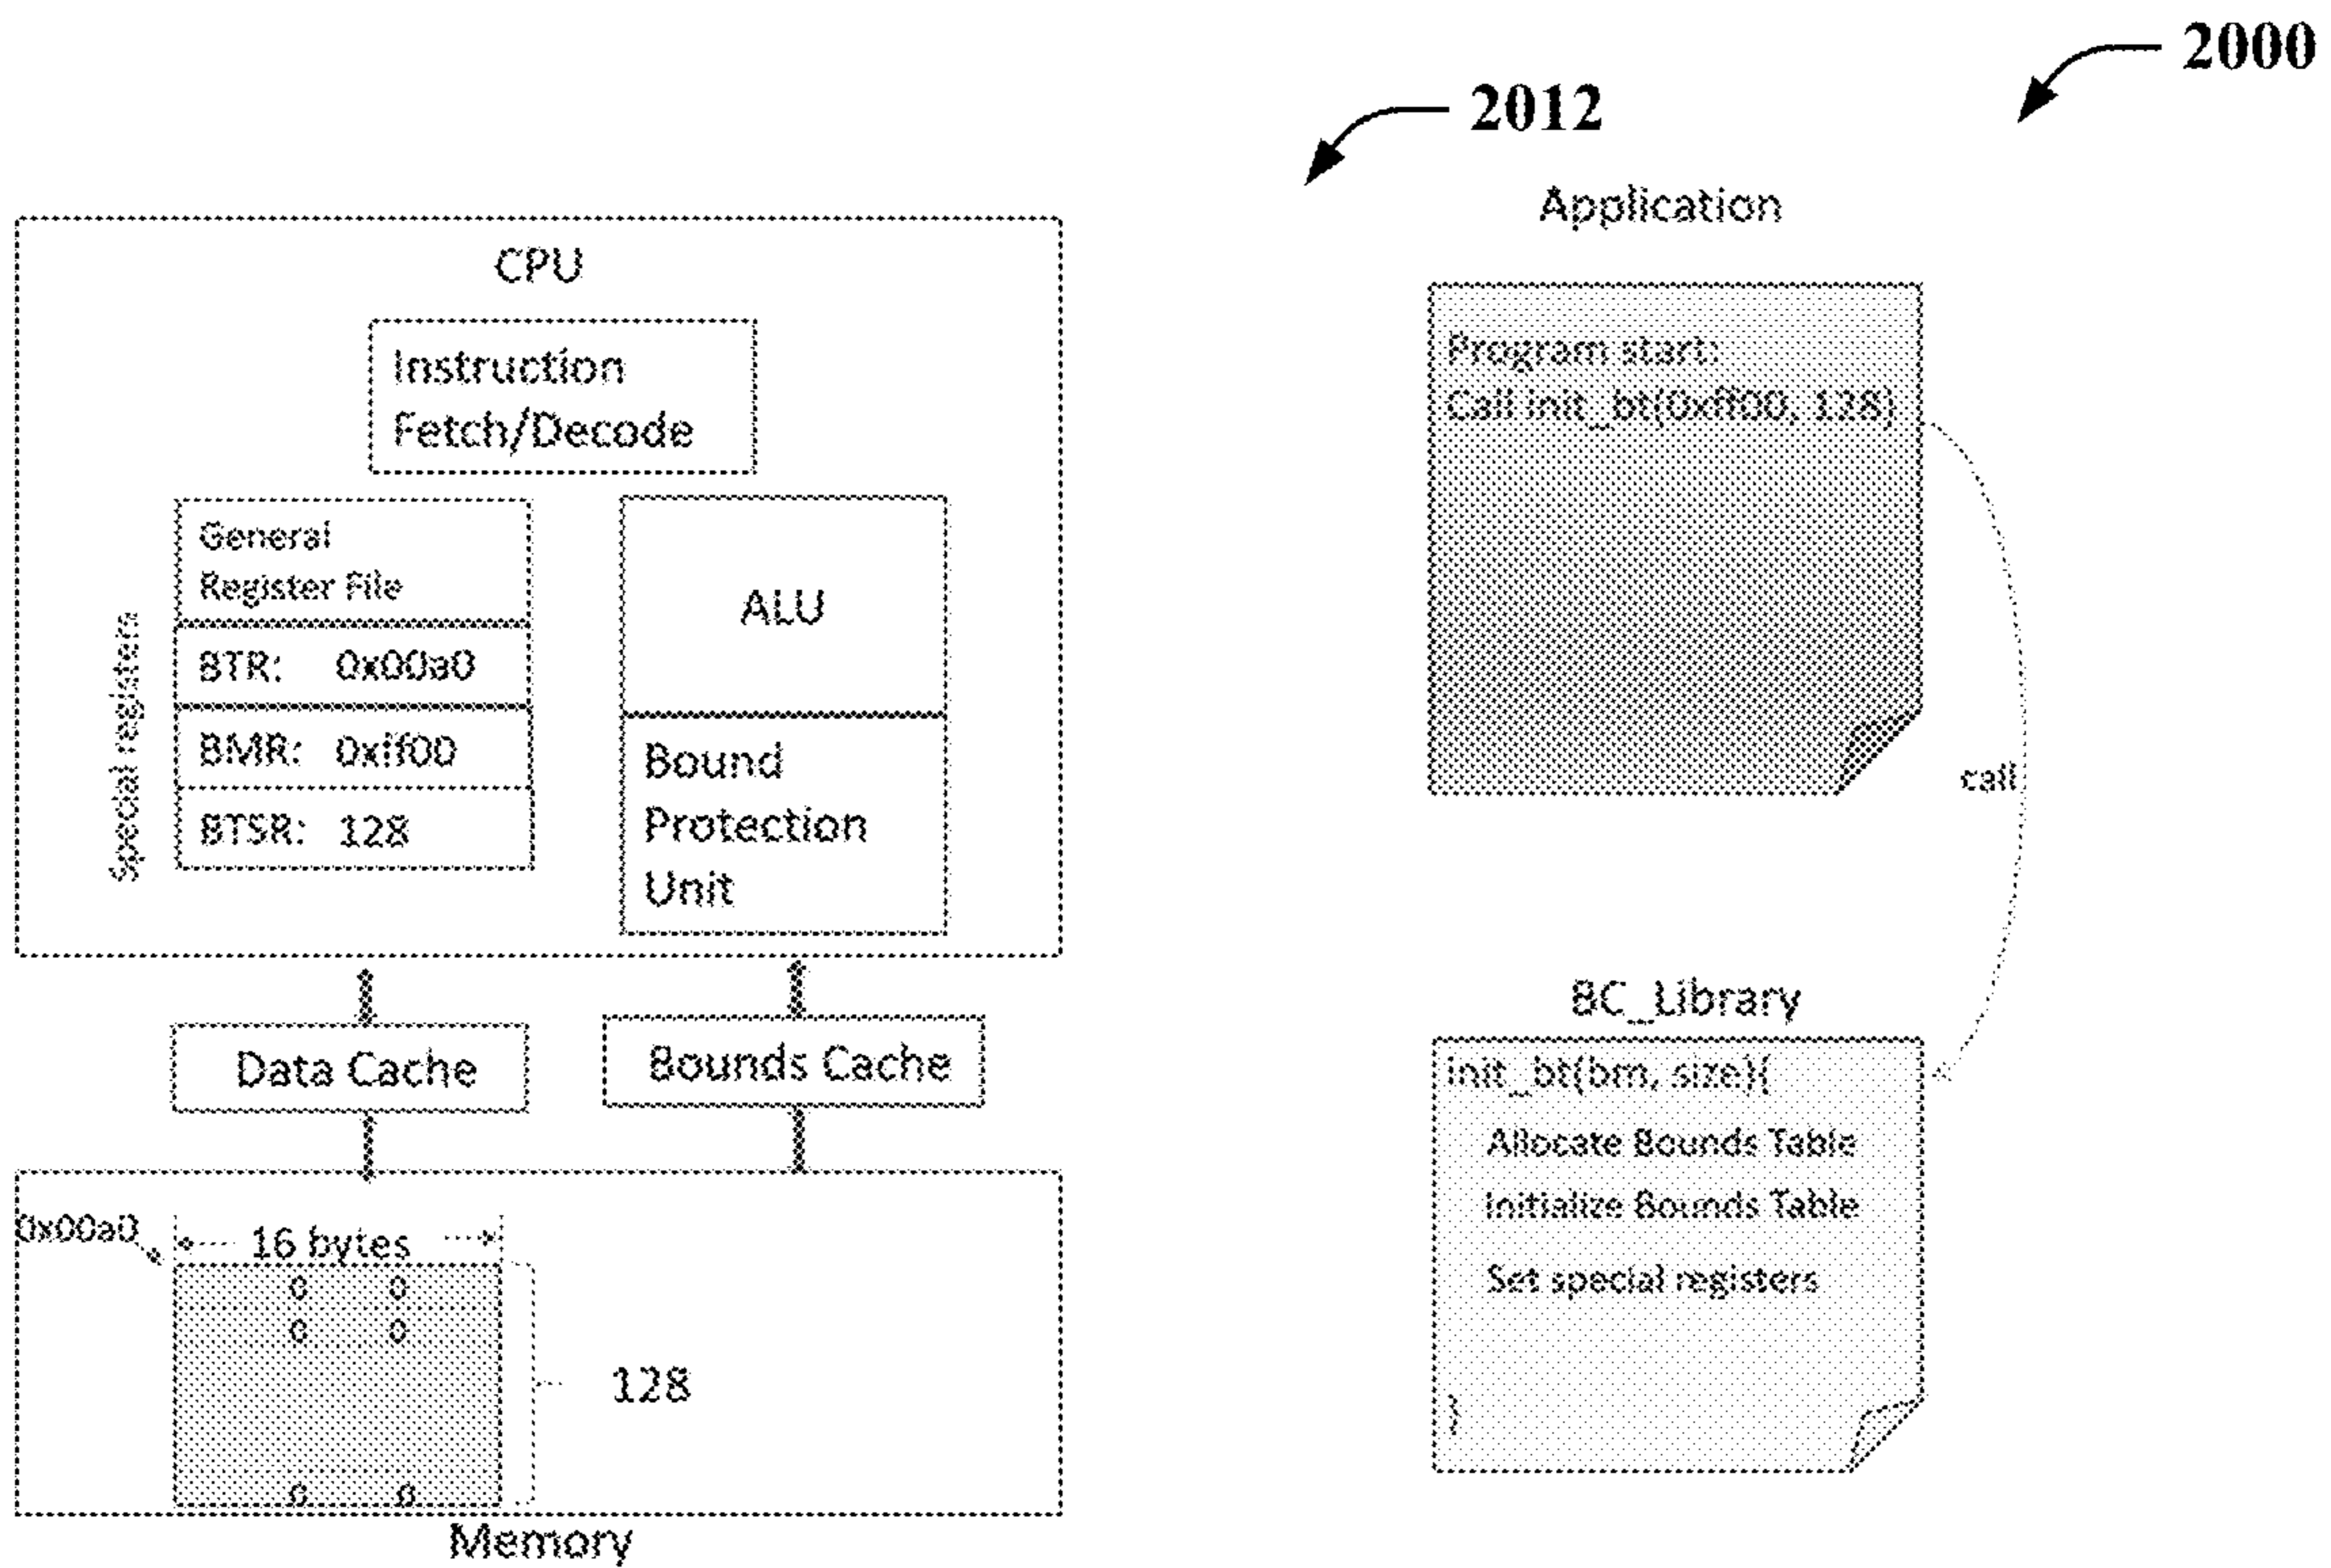 2000
2012
CPU
Instruction
Fetch/Decode
General
Register File
Special registers
BTR: 0x00a0
BMR: 0xff00
BTSR: 128
ALU
Bound
Protection
Unit
Data Cache
Bounds Cache
0x00a0
16 bytes
0 0
0 0
0 0
128
Memory
Application
Program start:
Call init_bt(0xff00, 128)
call
BC_Library
init_bt(bm, size){
Allocate Bounds Table
Initialize Bounds Table
Set special registers
}